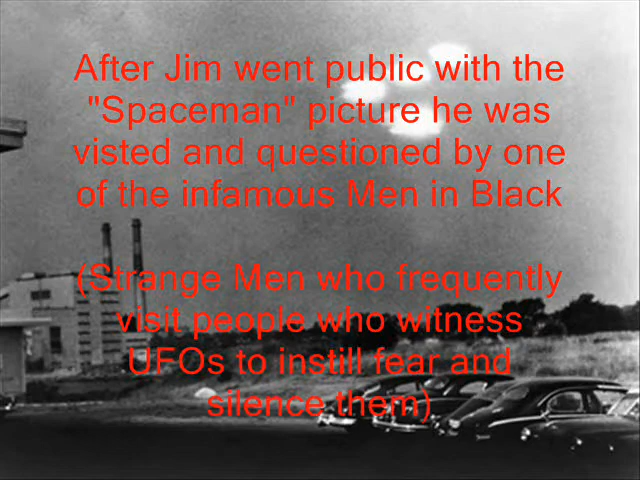 After Jim went public with the
"Spaceman" picture he was
visted and questioned by one
of the infamous Men in Black
(Strange Men who frequently
visit people who witness
UFOs to instill fear and
silence them)